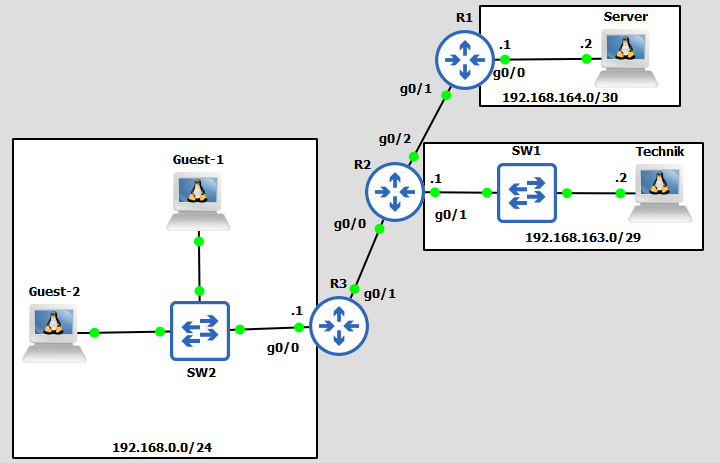 R1
Server
.1
.2
g0/0
g0/1
192.168.164.0/30
g0/2
SW1
Technik
R2
.1
.2
g0/1
192.168.163.0/29
g0/0
Guest-1
Guest-2
R3
g0/1
.1
g0/0
SW2
192.168.0.0/24